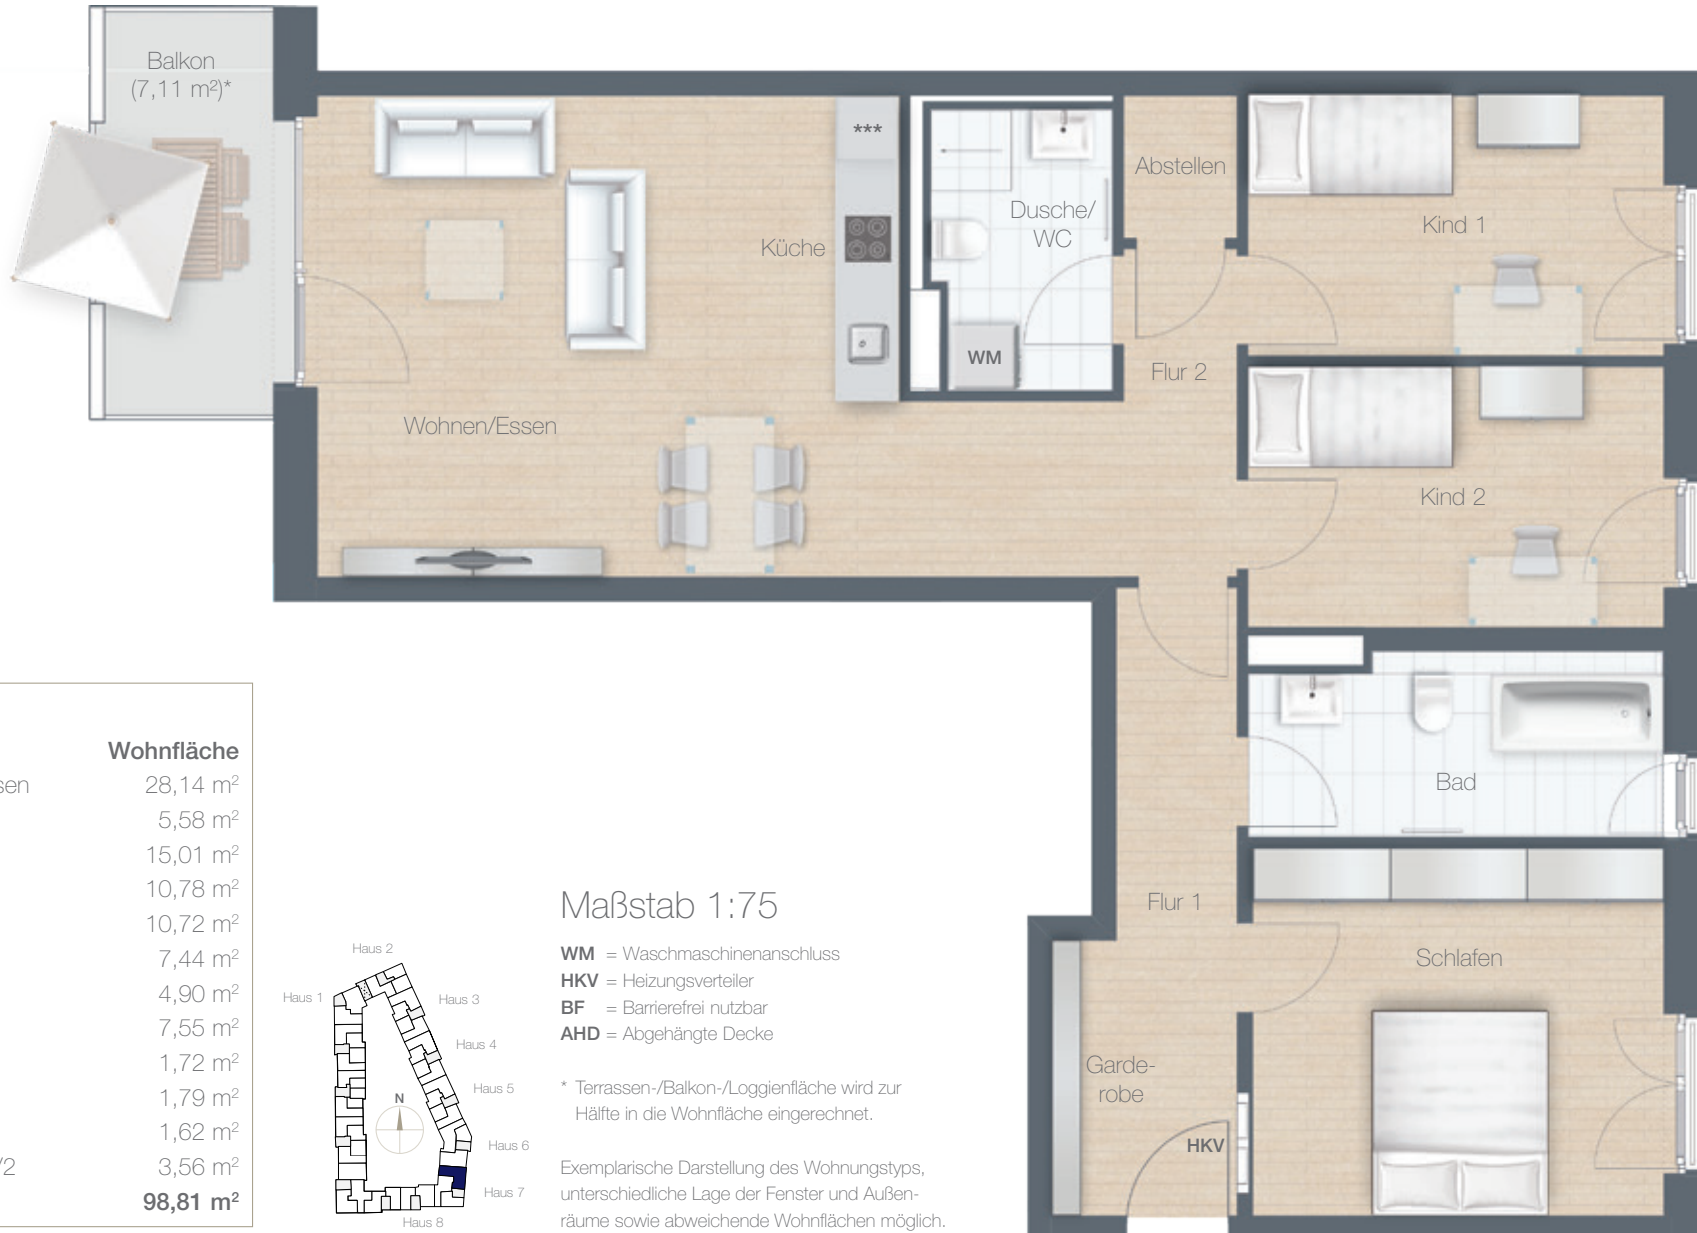 Balkon
(7,11 m²)*
***
Küche
Dusche/
WC
WM
Abstellen
Kind 1
Flur 2
Wohnen/Essen
Kind 2
Bad
Flur 1
Schlafen
Garde-
robe
HKV
Wohnfläche
sen 28,14 m²
5,58 m²
15,01 m²
10,78 m²
10,72 m²
7,44 m²
4,90 m²
7,55 m²
1,72 m²
1,79 m²
1,62 m²
/2 3,56 m²
98,81 m²
Haus 2
Haus 1
Haus 3
Haus 4
Haus 5
N
Haus 6
Haus 7
Haus 8
Maßstab 1:75
WM = Waschmaschinenanschluss
HKV = Heizungsverteiler
BF = Barrierefrei nutzbar
AHD = Abgehängte Decke
* Terrassen-/Balkon-/Loggienfläche wird zur
Hälfte in die Wohnfläche eingerechnet.
Exemplarische Darstellung des Wohnungstyps,
unterschiedliche Lage der Fenster und Außen-
räume sowie abweichende Wohnflächen möglich.